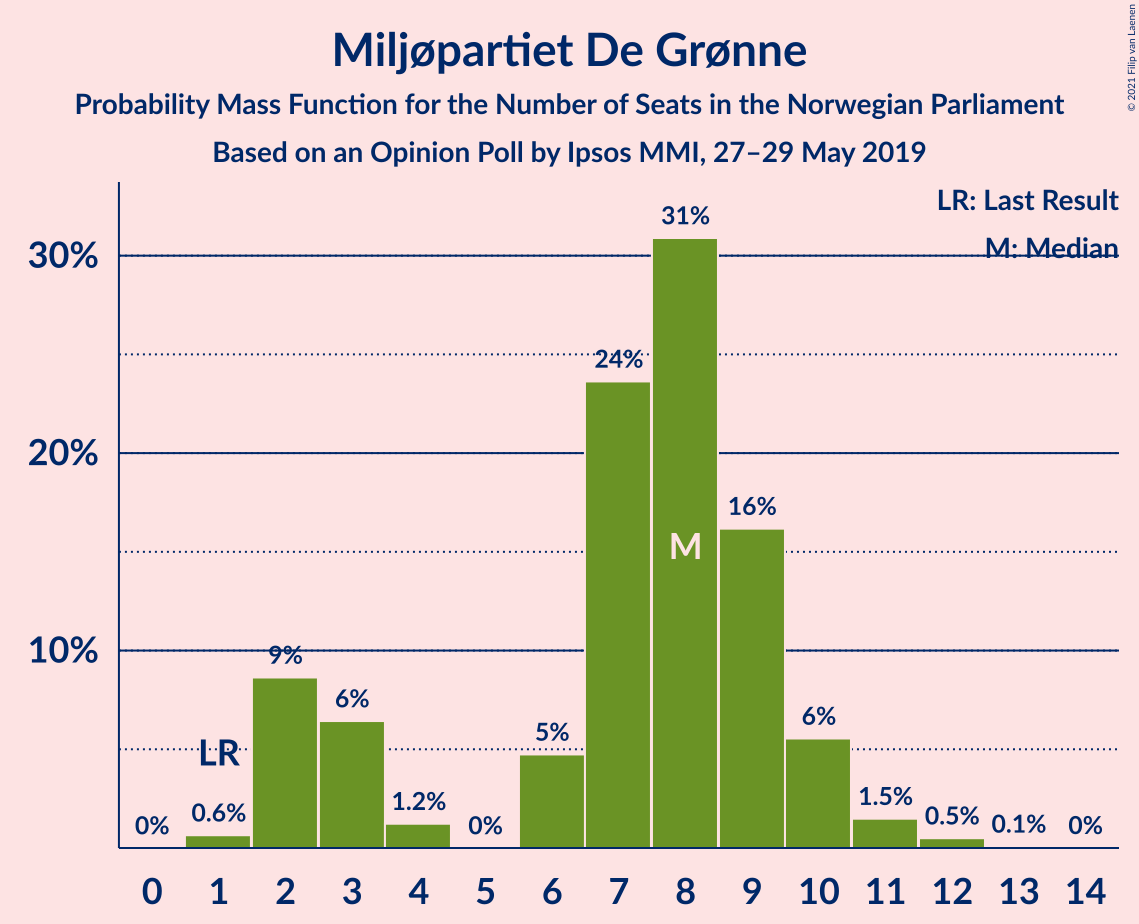 Miljøpartiet De Grønne
Probability Mass Function for the Number of Seats in the Norwegian Parliament
Based on an Opinion Poll by Ipsos MMI, 27–29 May 2019
© 2021 Filip van Laenen
LR: Last Result
M: Median
30%
20%
10%
0%
0.6%
LR
9%
6%
1.2%
0%
5%
24%
31%
M
16%
6%
1.5%
0.5%
0.1%
0%
0 1 2 3 4 5 6 7 8 9 10 11 12 13 14